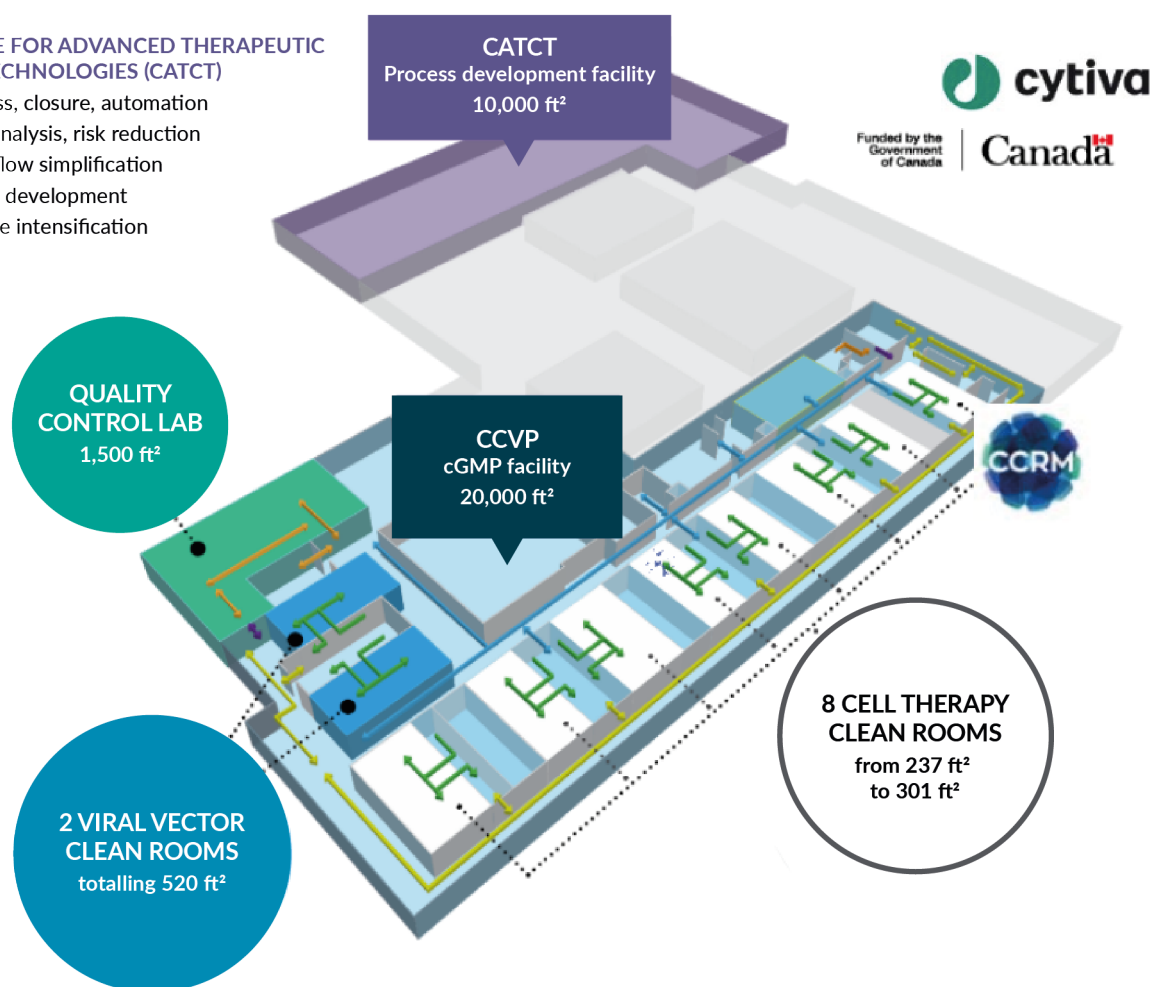 E FOR ADVANCED THERAPEUTIC
ECHNOLOGIES (CATCT)
ss, closure, automation
nalysis, risk reduction
flow simplification
development
e intensification
CATCT
Process development facility
10,000 ft²
cytiva
Funded by the
Government
of Canada
Canada
QUALITY
CONTROL LAB
1,500 ft²
CCVP
cGMP facility
20,000 ft²
CCRM
8 CELL THERAPY
CLEAN ROOMS
from 237 ft²
to 301 ft²
2 VIRAL VECTOR
CLEAN ROOMS
totalling 520 ft²